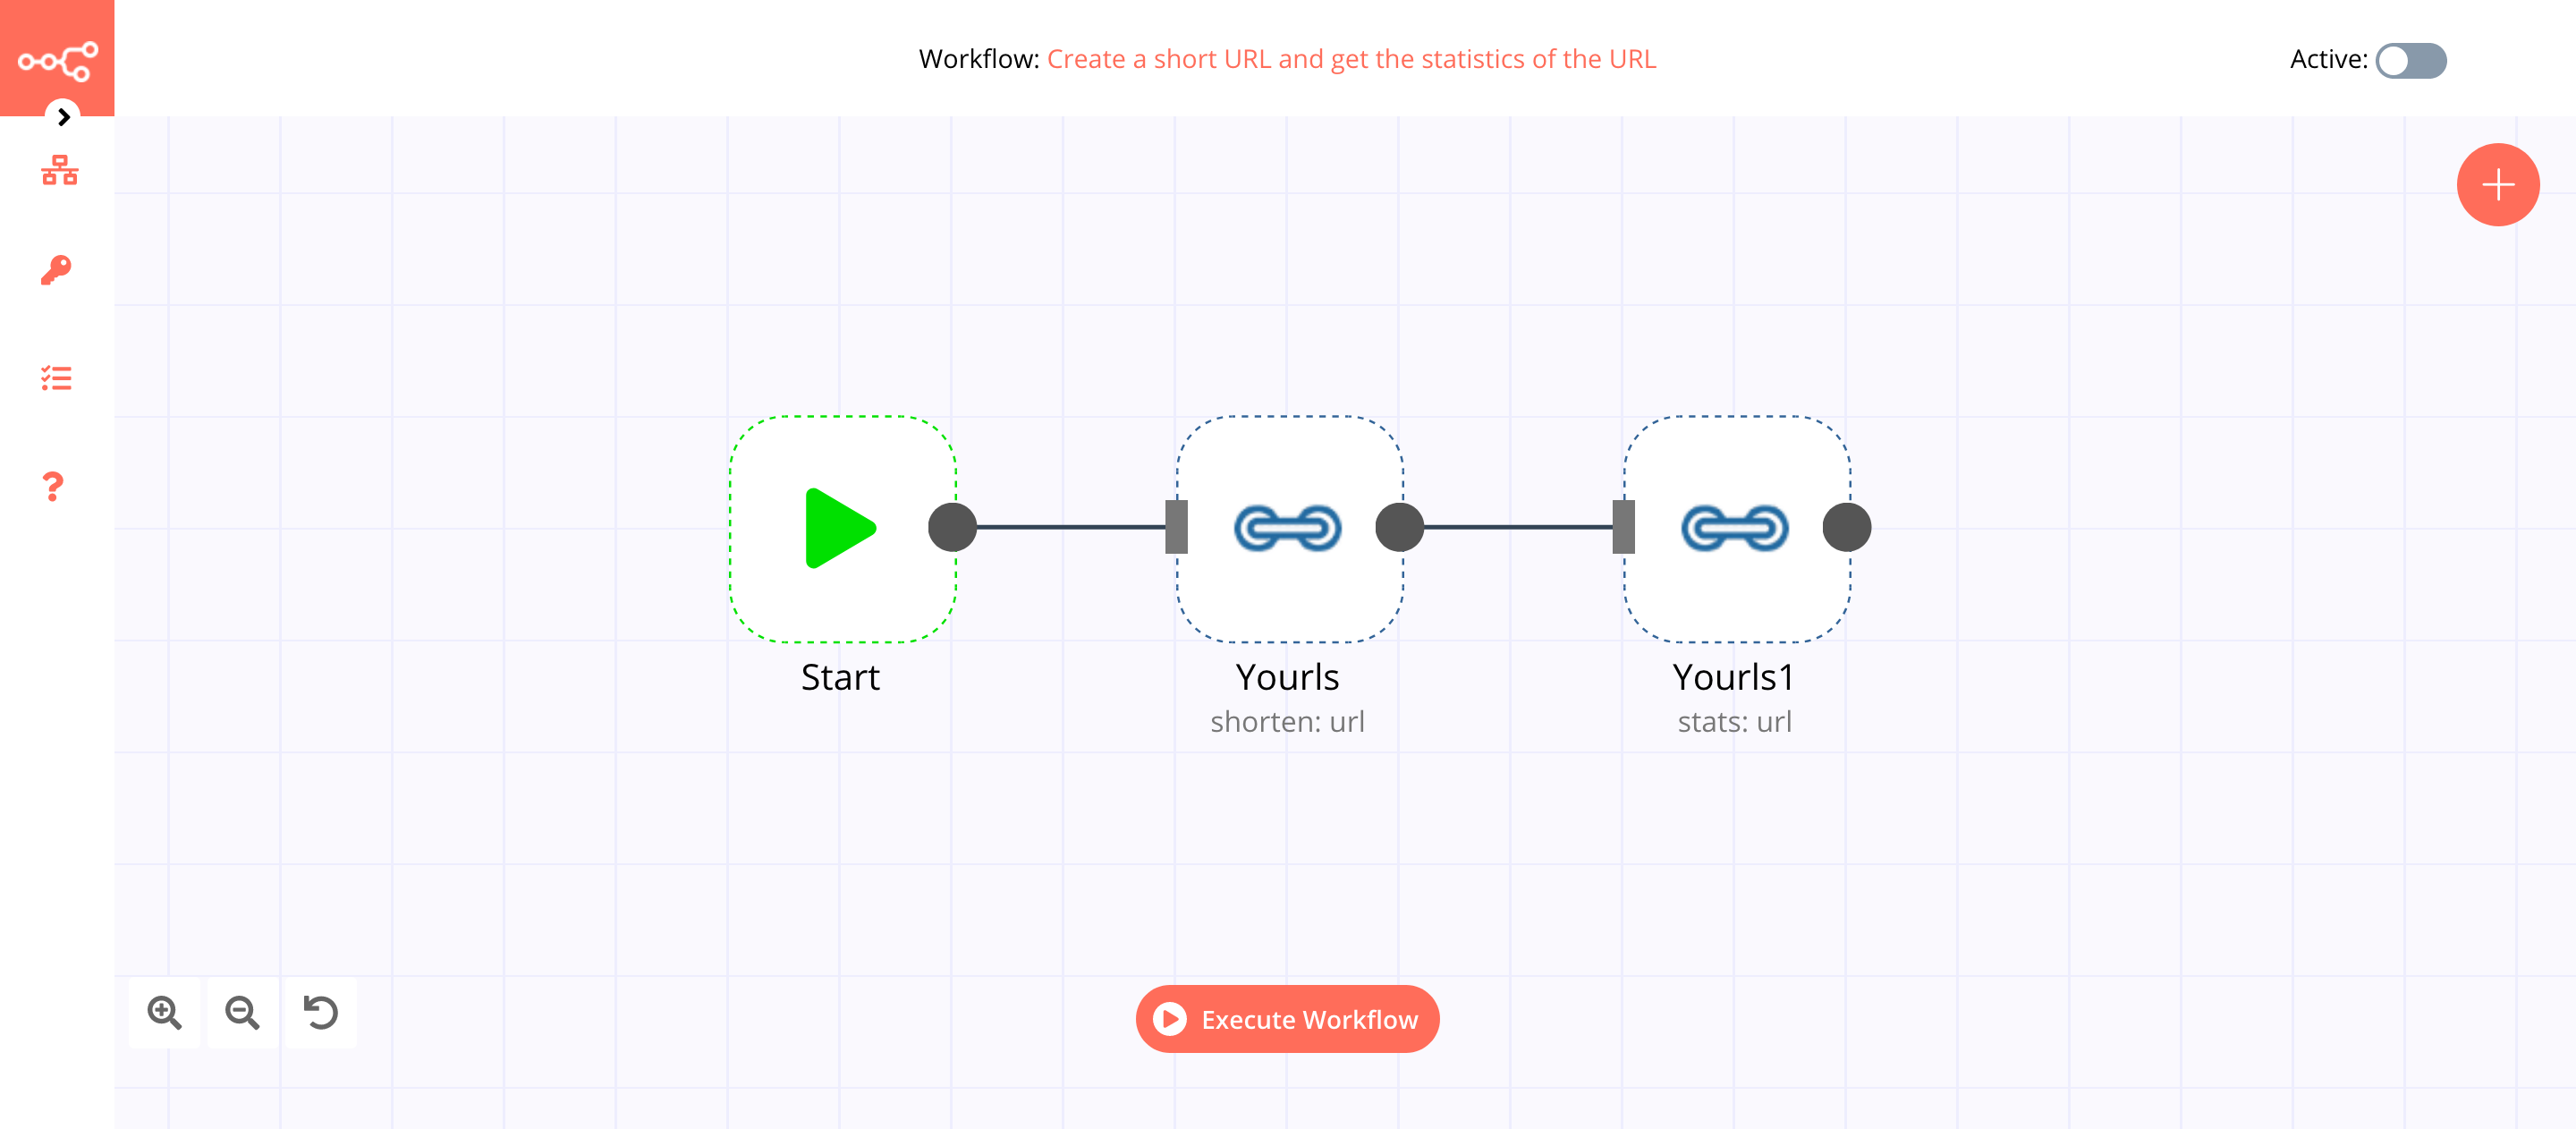 Workflow: Create a short URL and get the statistics of the URL
Active:
Start
Yourls
shorten: url
Yourls1
stats: url
Execute Workflow